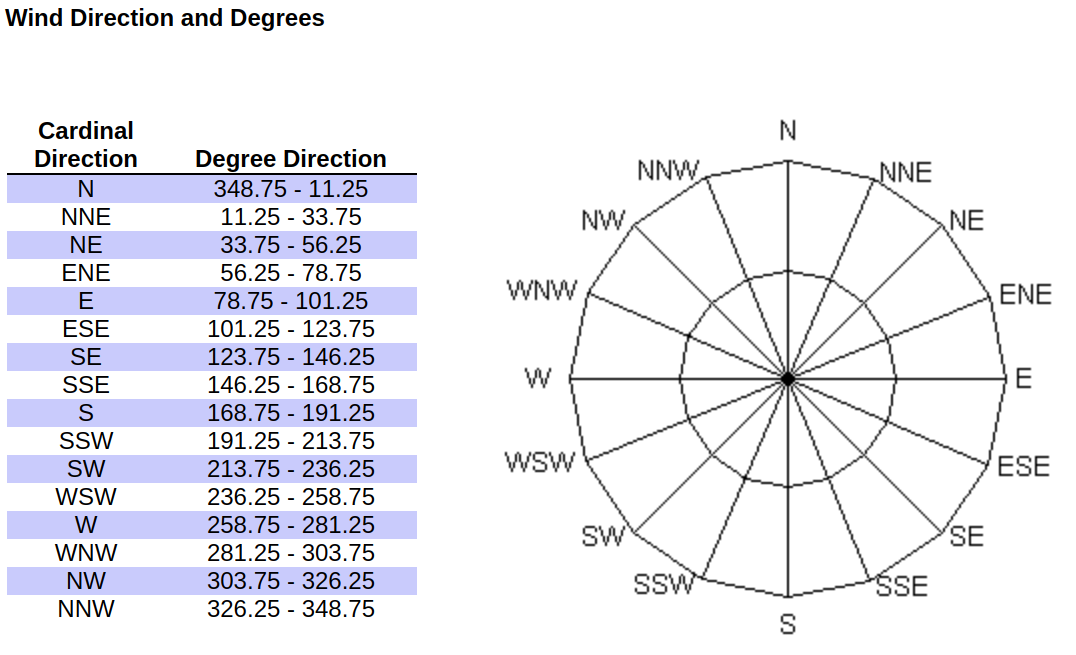 Wind Direction and Degrees
Cardinal
Direction Degree Direction
N 348.75 - 11.25
NNE 11.25 - 33.75
NE 33.75 - 56.25
ENE 56.25 - 78.75
E 78.75 - 101.25
ESE 101.25 - 123.75
SE 123.75 - 146.25
SSE 146.25 - 168.75
S 168.75 - 191.25
SSW 191.25 - 213.75
SW 213.75 - 236.25
WSW 236.25 - 258.75
W 258.75 - 281.25
WNW 281.25 - 303.75
NW 303.75 - 326.25
NNW 326.25 - 348.75
N
NNW NNE
NW NE
WNW ENE
W E
WSW ESE
SW SE
SSW SSE
S